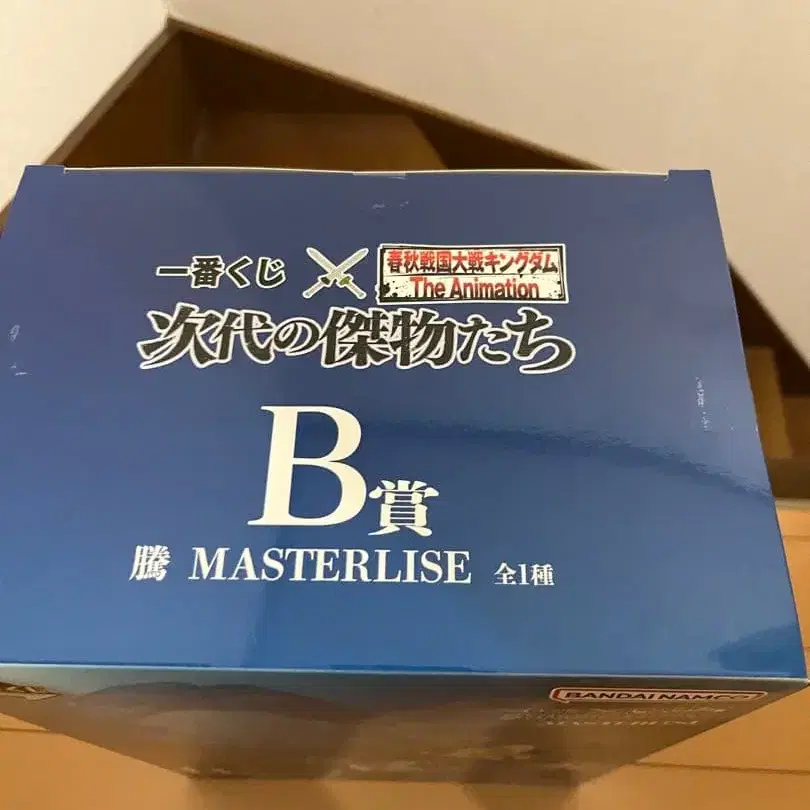 一番くじ
春秋戦国大戦キングダム
The Animation
次代の傑物たち
B賞
騰 MASTERLISE 全1種
BANDAI NAMCO